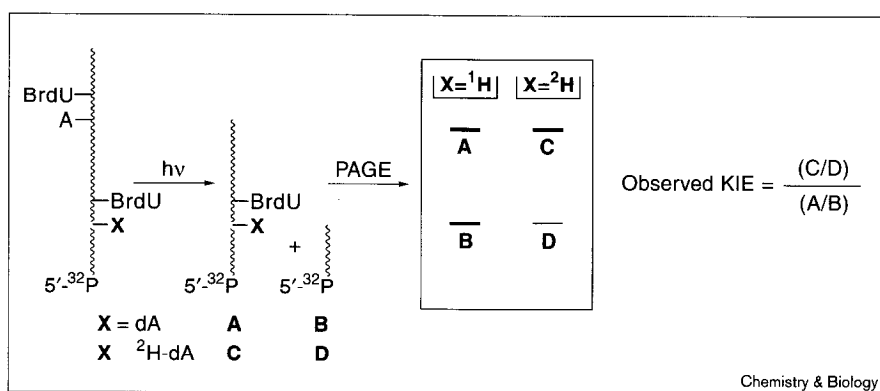 BrdU
A
BrdU
X
5′-³²P
hν
BrdU
X
+
5′-³²P
5′-³²P
X = dA A B
X ²H-dA C D
PAGE
X=¹H X=²H
A C
B D
Observed KIE = (C/D)
(A/B)
Chemistry & Biology